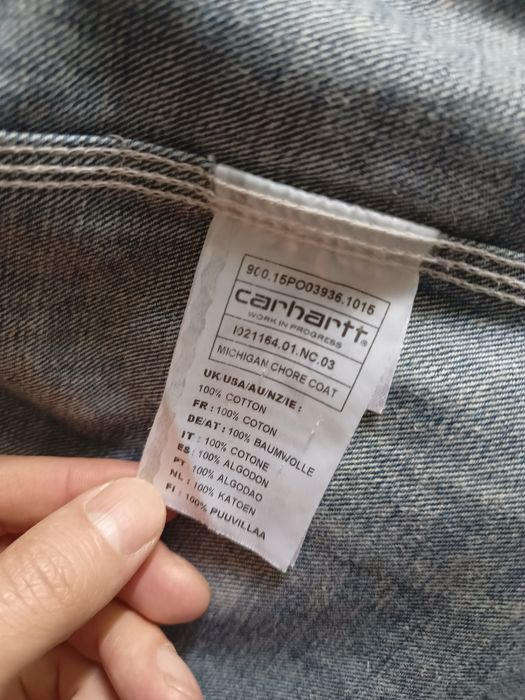 900.15PO03936.1015
carhartt®
WORK IN PROGRESS
I021164.01.NC.03
MICHIGAN CHORE COAT
UK/USA/AU/NZ/IE :
100% COTTON
FR : 100% COTON
DE/AT: 100% BAUMWOLLE
IT : 100% COTONE
ES: 100% ALGODON
PT : 100% ALGODAO
NL : 100% KATOEN
FI : 100% PUUVILLAA